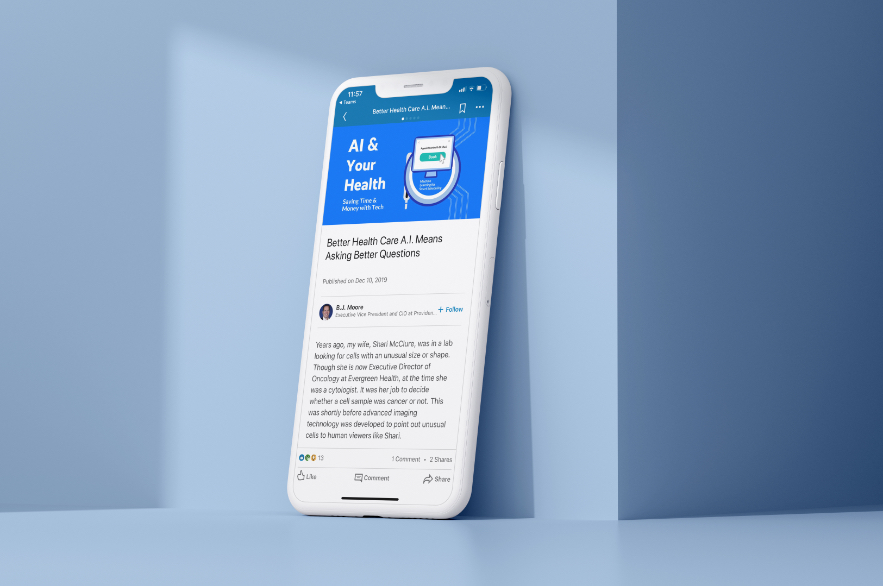 11:57
Teams
Better Health Care A.I. Mean...
AI &
Your
Health
Saving Time &
Money with Tech
Better Health Care A.I. Means
Asking Better Questions
Published on Dec 10, 2019
B.J. Moore
Executive Vice President and CIO at Providen...
+ Follow
Years ago, my wife, Shari McClure, was in a lab
looking for cells with an unusual size or shape.
Though she is now Executive Director of
Oncology at Evergreen Health, at the time she
was a cytologist. It was her job to decide
whether a cell sample was cancer or not. This
was shortly before advanced imaging
technology was developed to point out unusual
cells to human viewers like Shari.
13
1 Comment • 2 Shares
Like
Comment
Share